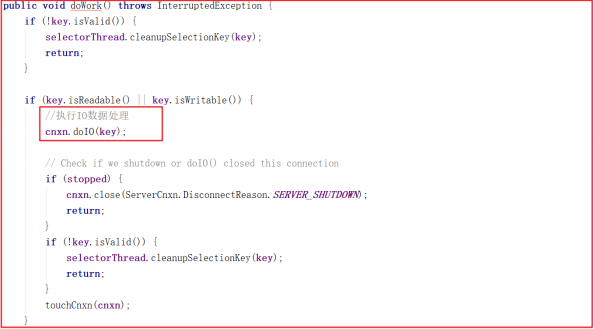 public void doWork() throws InterruptedException {
    if (!key.isValid()) {
        selectorThread.cleanupSelectionKey(key);
        return;
    }
    if (key.isReadable() || key.isWritable()) {
        //执行IO数据处理
        cnxn.doIO(key);
        // Check if we shutdown or doIO() closed this connection
        if (stopped) {
            cnxn.close(ServerCnxn.DisconnectReason.SERVER_SHUTDOWN);
            return;
        }
        if (!key.isValid()) {
            selectorThread.cleanupSelectionKey(key);
            return;
        }
        touchCnxn(cnxn);
    }